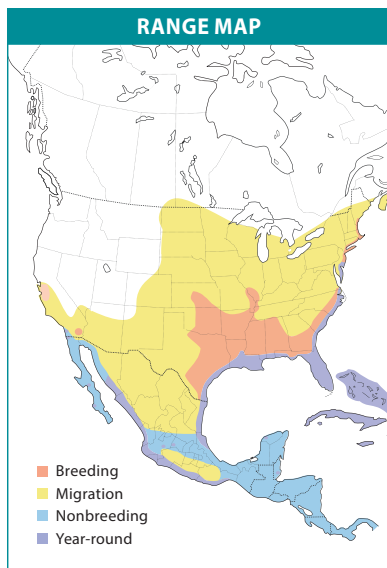 RANGE MAP
Breeding
Migration
Nonbreeding
Year-round